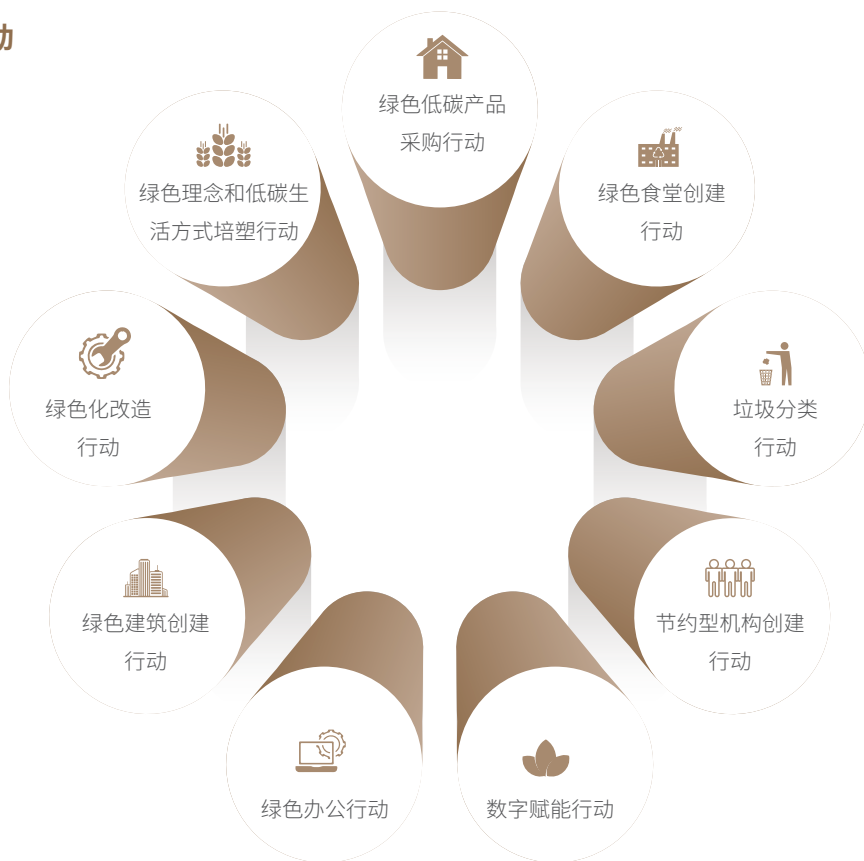 动
绿色低碳产品
采购行动
绿色食堂创建
行动
垃圾分类
行动
节约型机构创建
行动
数字赋能行动
绿色办公行动
绿色建筑创建
行动
绿色化改造
行动
绿色理念和低碳生
活方式培塑行动